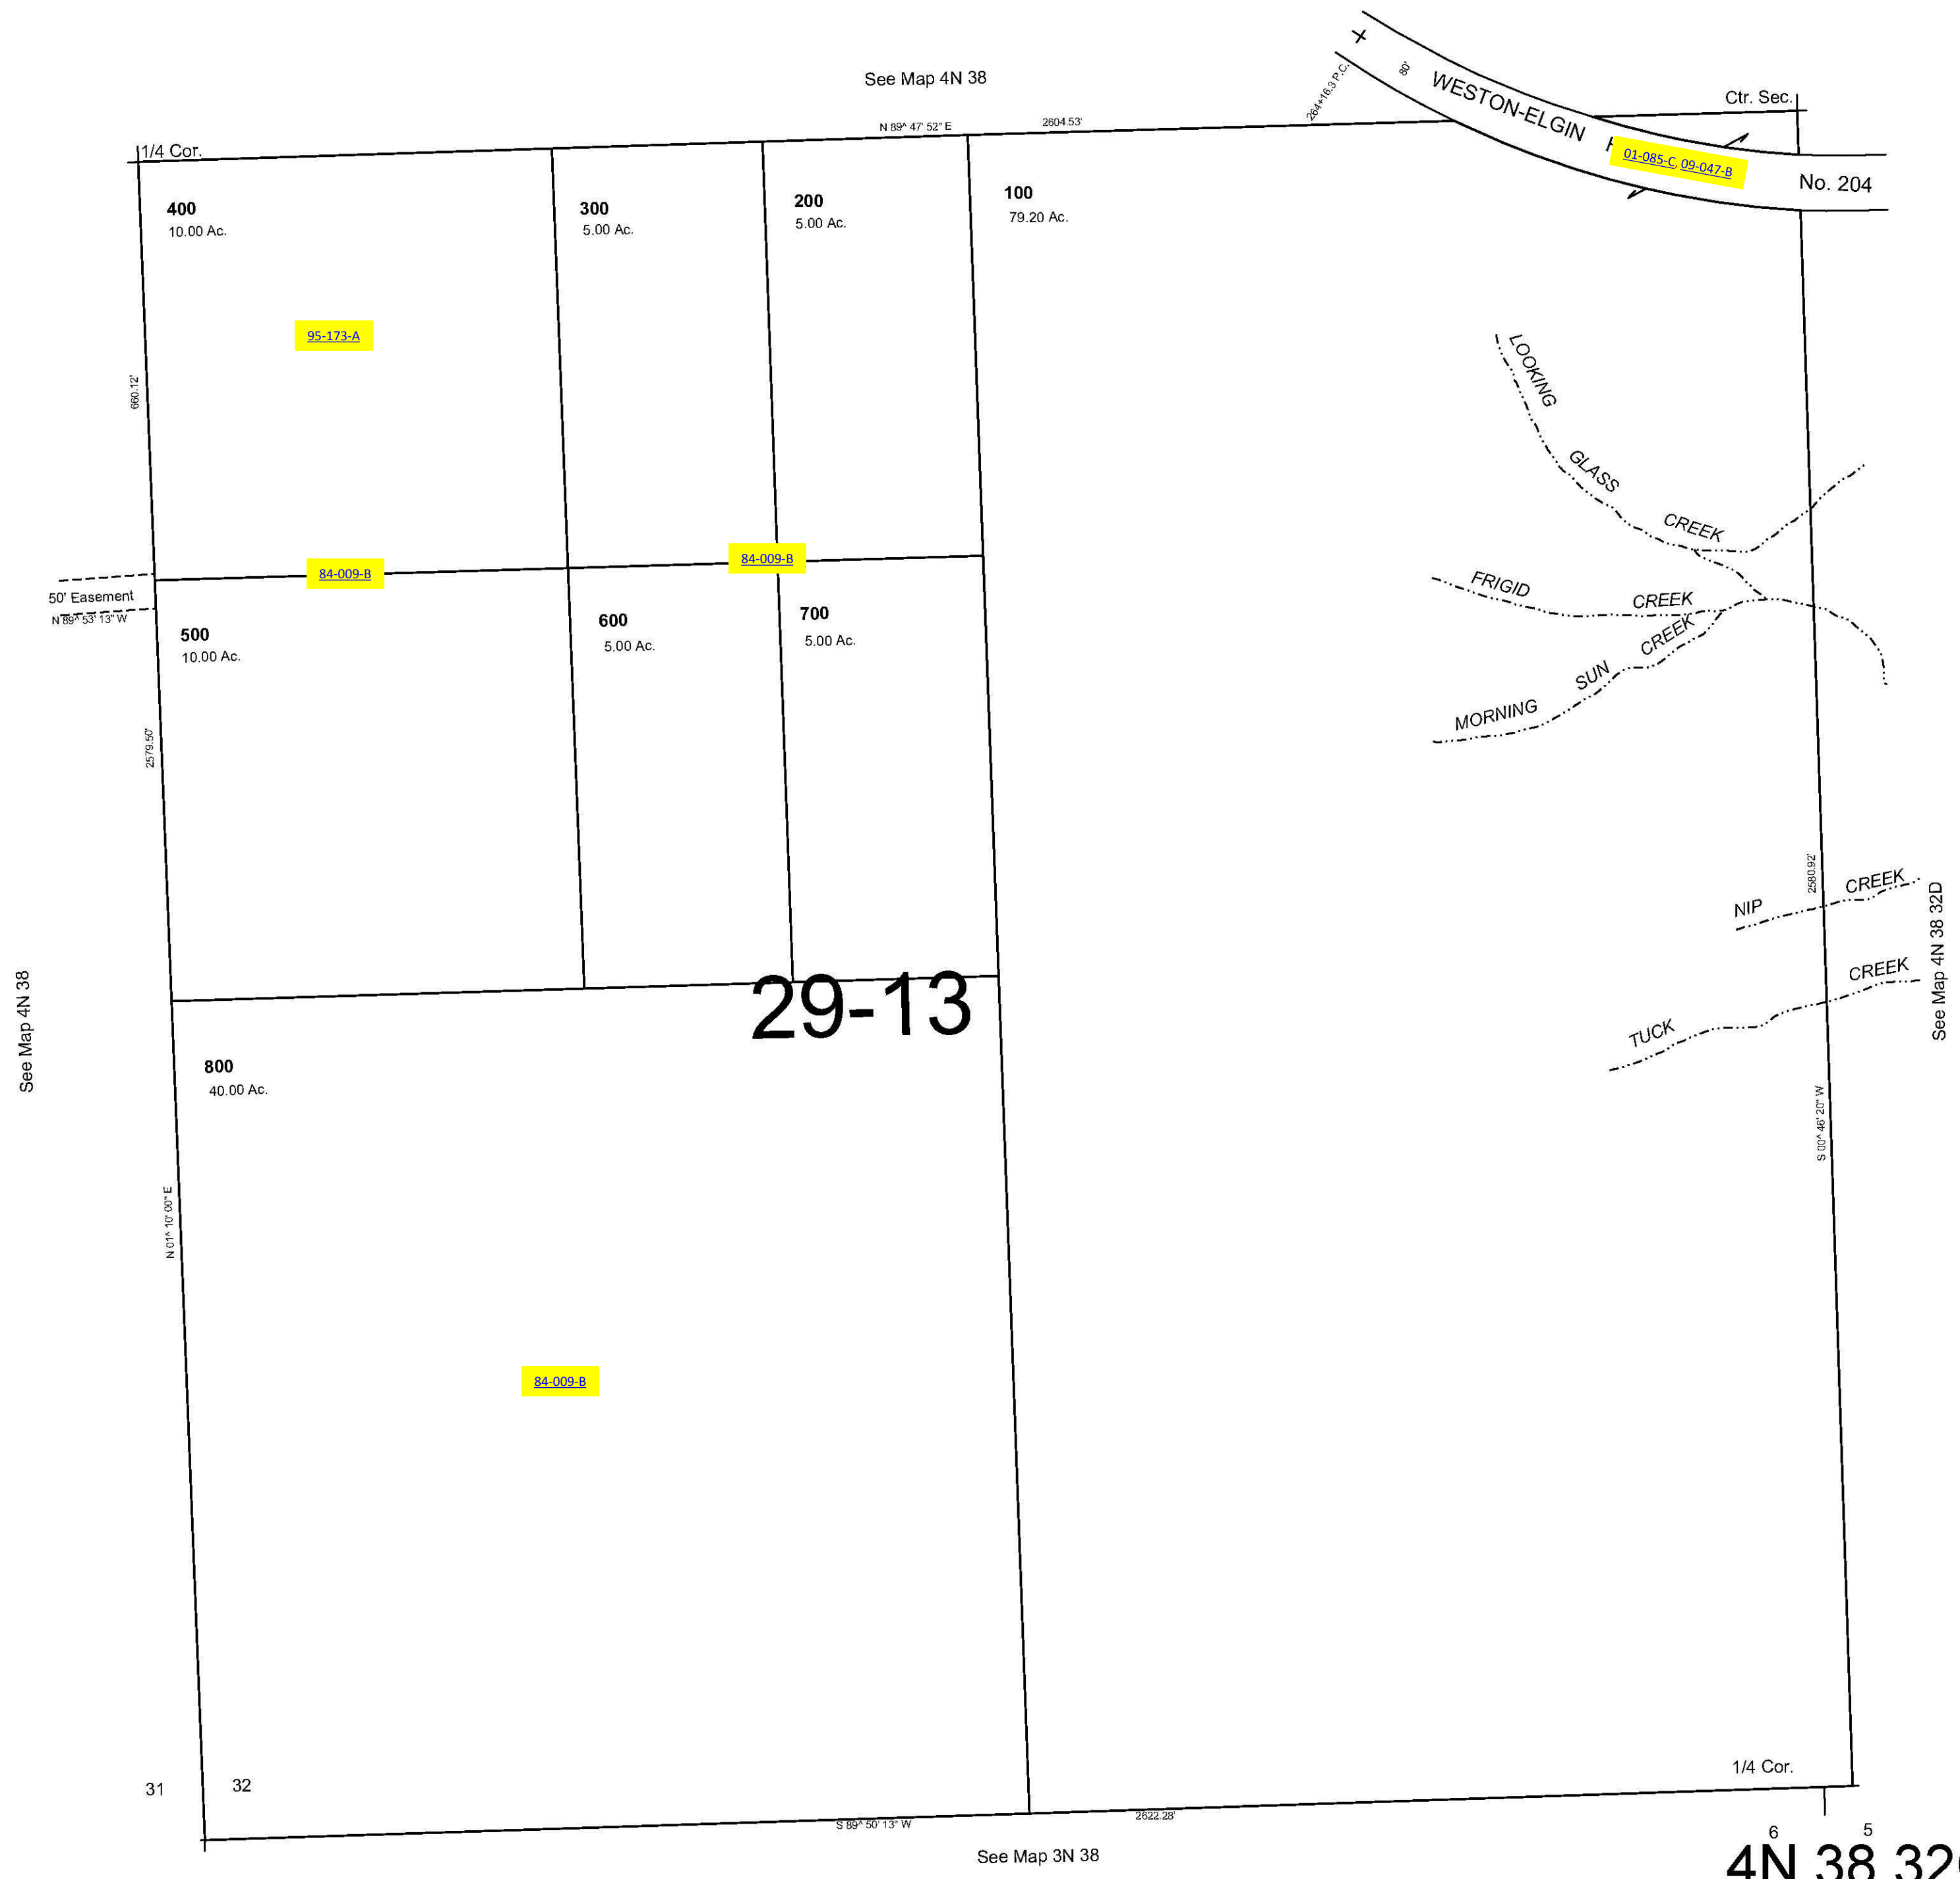 See Map 4N 38
N 89^ 47' 52" E
2604.53'
264+16.3 P.C.
80'
WESTON-ELGIN
01-085-C, 09-047-B
No. 204
Ctr. Sec.
1/4 Cor.
400
10.00 Ac.
300
5.00 Ac.
200
5.00 Ac.
100
79.20 Ac.
95-173-A
660.12'
LOOKING
GLASS
CREEK
84-009-B
84-009-B
50' Easement
N 89^ 53' 13" W
500
10.00 Ac.
600
5.00 Ac.
700
5.00 Ac.
FRIGID
CREEK
MORNING
SUN
CREEK
2579.50'
2580.92'
NIP
CREEK
TUCK
CREEK
See Map 4N 38 32D
See Map 4N 38
29-13
800
40.00 Ac.
N 01^ 10' 00" E
S 00^ 46' 20" W
84-009-B
31
32
1/4 Cor.
S 89^ 50' 13" W
2622.28'
See Map 3N 38
6
5
4N 38